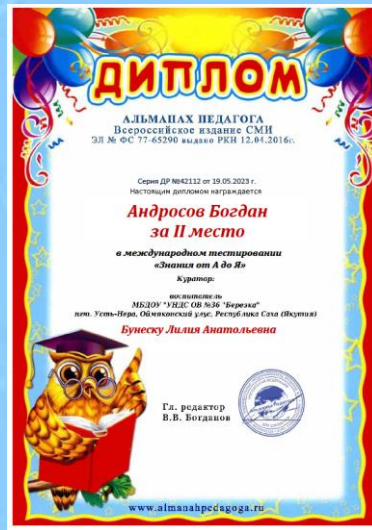 ДИПЛОМ
АЛЬМАНАХ ПЕДАГОГА
Всероссийское издание СМИ
ЭЛ № ФС 77-65290 выдано РКН 12.04.2016г.
Серия ДР №42112 от 19.05.2023 г.
Настоящим дипломом награждается
Андросов Богдан
за II место
в международном тестировании
«Знания от А до Я»
Куратор:
воспитатель
МБДОУ "УНДС ОВ №36 "Березка"
пгт. Усть-Нера, Оймяконский улус, Республика Саха (Якутия)
Бунеску Лилия Анатольевна
Гл. редактор
В.В. Богданов
www.almanahpedagoga.ru